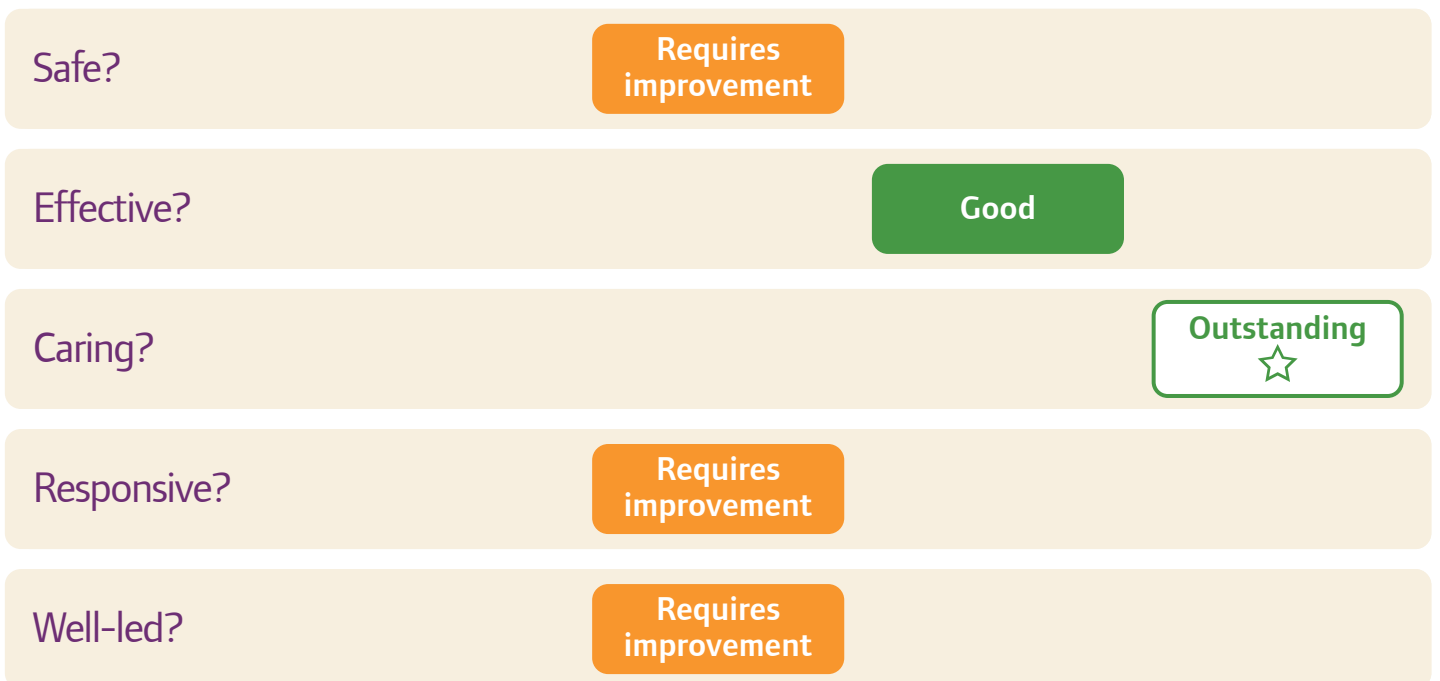 Safe?
Requires
improvement
Effective?
Good
Caring?
Outstanding
Responsive?
Requires
improvement
Well-led?
Requires
improvement